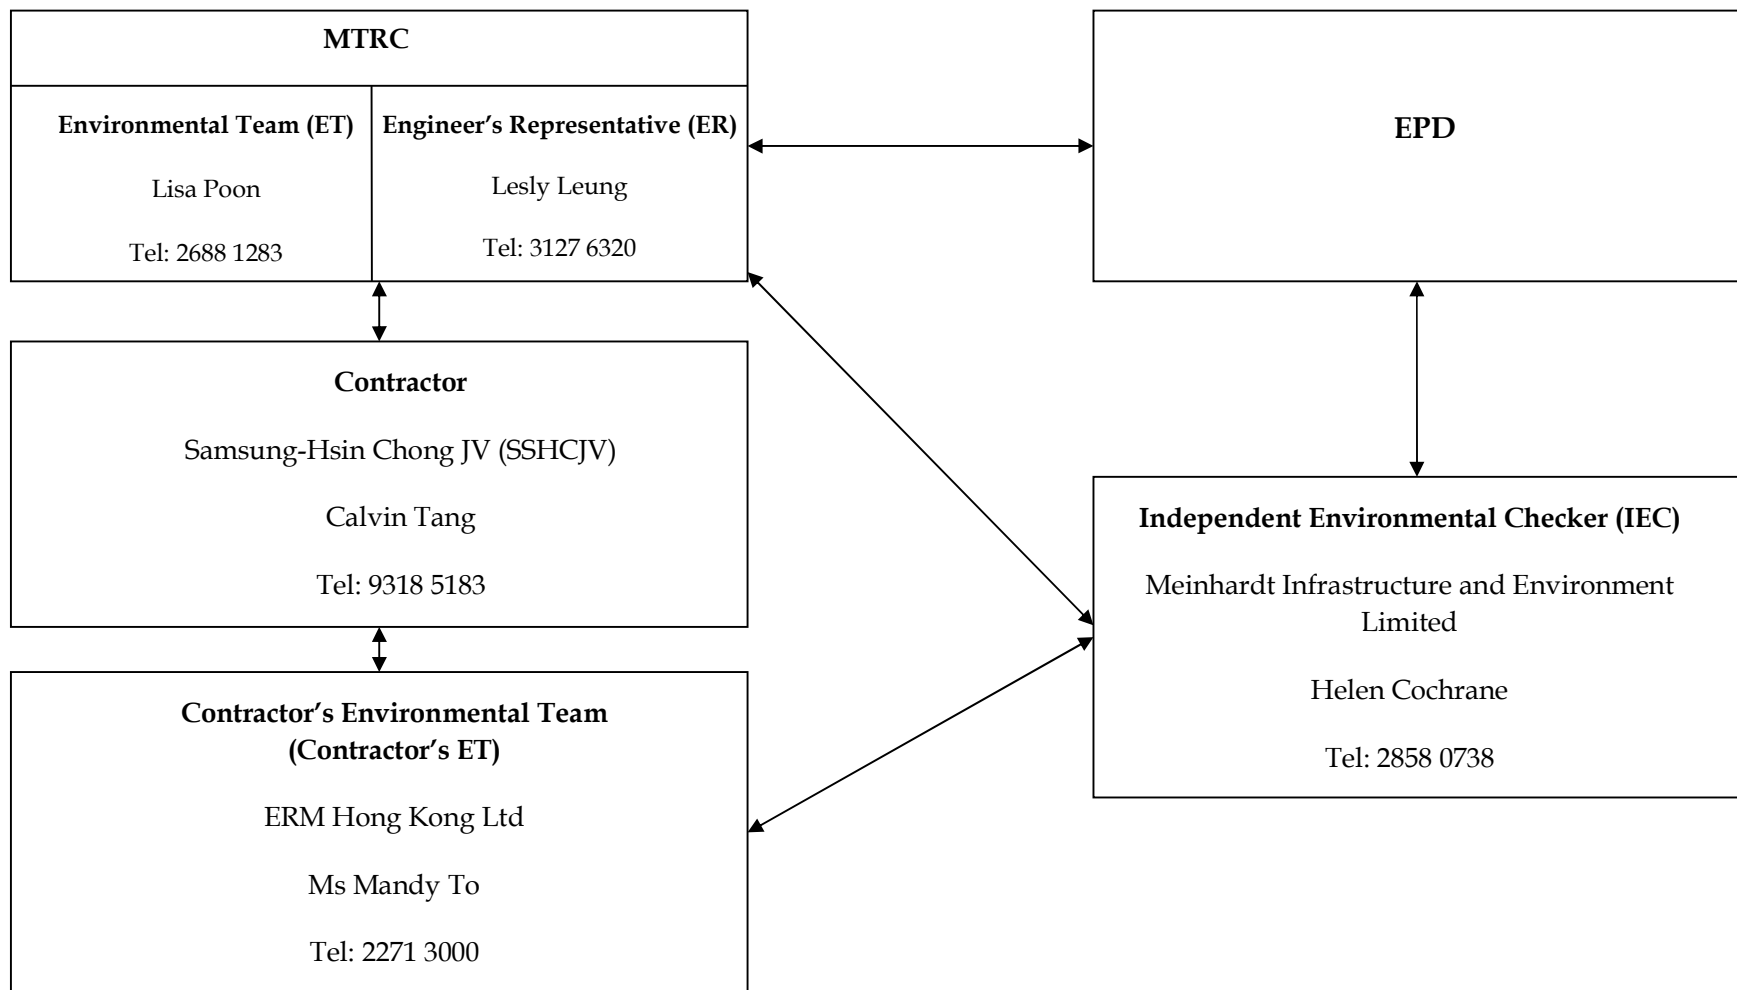 MTRC
Environmental Team (ET)
Lisa Poon
Tel: 2688 1283
Engineer’s Representative (ER)
Lesly Leung
Tel: 3127 6320
EPD
Contractor
Samsung-Hsin Chong JV (SSHCJV)
Calvin Tang
Tel: 9318 5183
Independent Environmental Checker (IEC)
Meinhardt Infrastructure and Environment
Limited
Helen Cochrane
Tel: 2858 0738
Contractor’s Environmental Team
(Contractor’s ET)
ERM Hong Kong Ltd
Ms Mandy To
Tel: 2271 3000